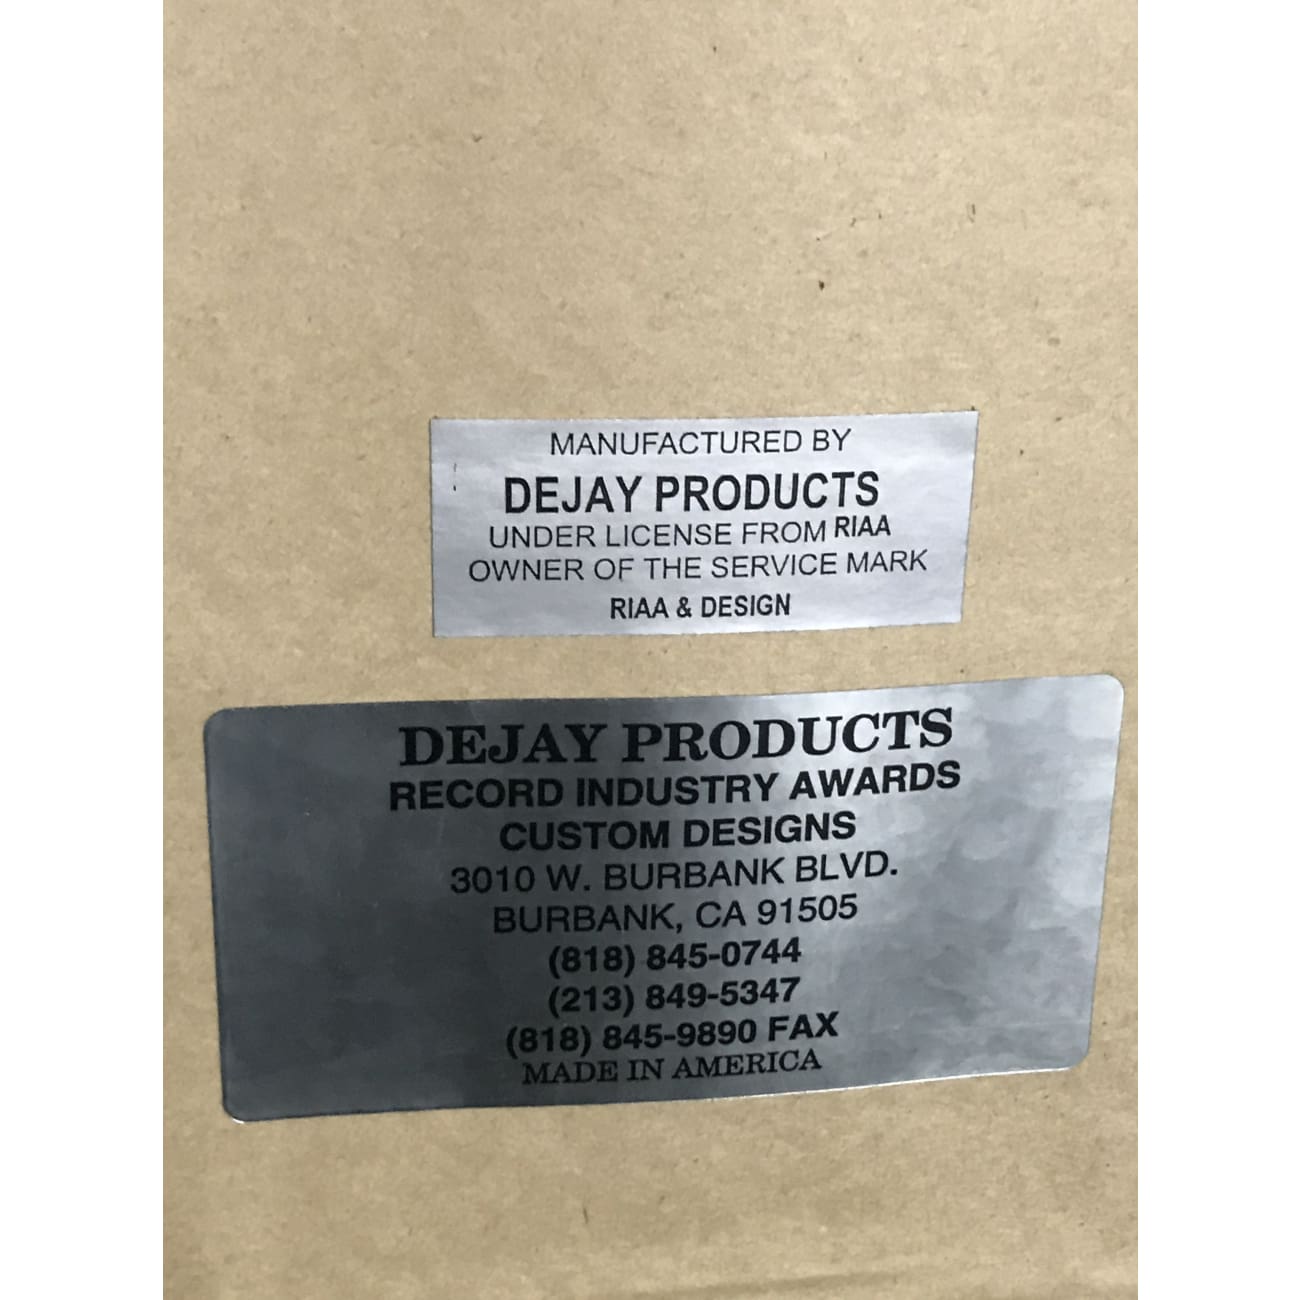 MANUFACTURED BY
DEJAY PRODUCTS
UNDER LICENSE FROM RIAA
OWNER OF THE SERVICE MARK
RIAA & DESIGN
DEJAY PRODUCTS
RECORD INDUSTRY AWARDS
CUSTOM DESIGNS
3010 W. BURBANK BLVD.
BURBANK, CA 91505
(818) 845-0744
(213) 849-5347
(818) 845-9890 FAX
MADE IN AMERICA